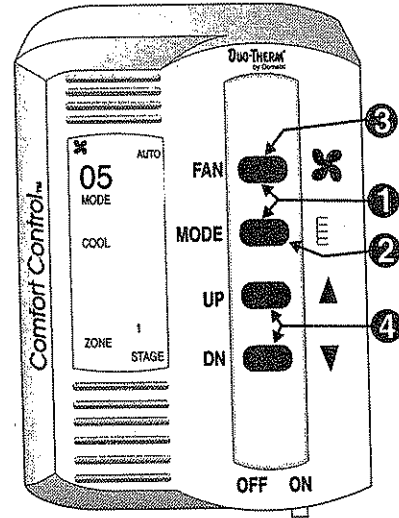 Comfort Control™
AUTO
05
MODE
COOL
1
ZONE
STAGE
DUO-THERM®
by Dometic
FAN
MODE
UP
DN
OFF ON
3
1
2
4